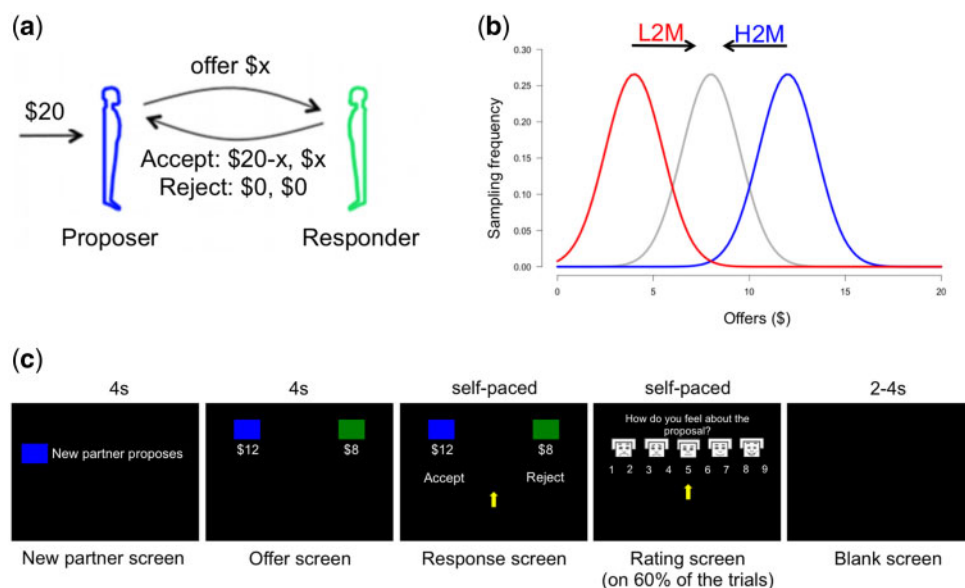 (a)
offer $x
$20
Accept: $20-x, $x
Reject: $0, $0
Proposer
Responder
(b)
L2M
H2M
Sampling frequency
0.30
0.25
0.20
0.15
0.10
0.05
0.00
0 5 10 15 20
Offers ($)
(c)
4s
4s
self-paced
self-paced
2-4s
New partner proposes
$12 $8
$12 $8
Accept Reject
How do you feel about the
proposal?
1 2 3 4 5 6 7 8 9
New partner screen
Offer screen
Response screen
Rating screen
(on 60% of the trials)
Blank screen